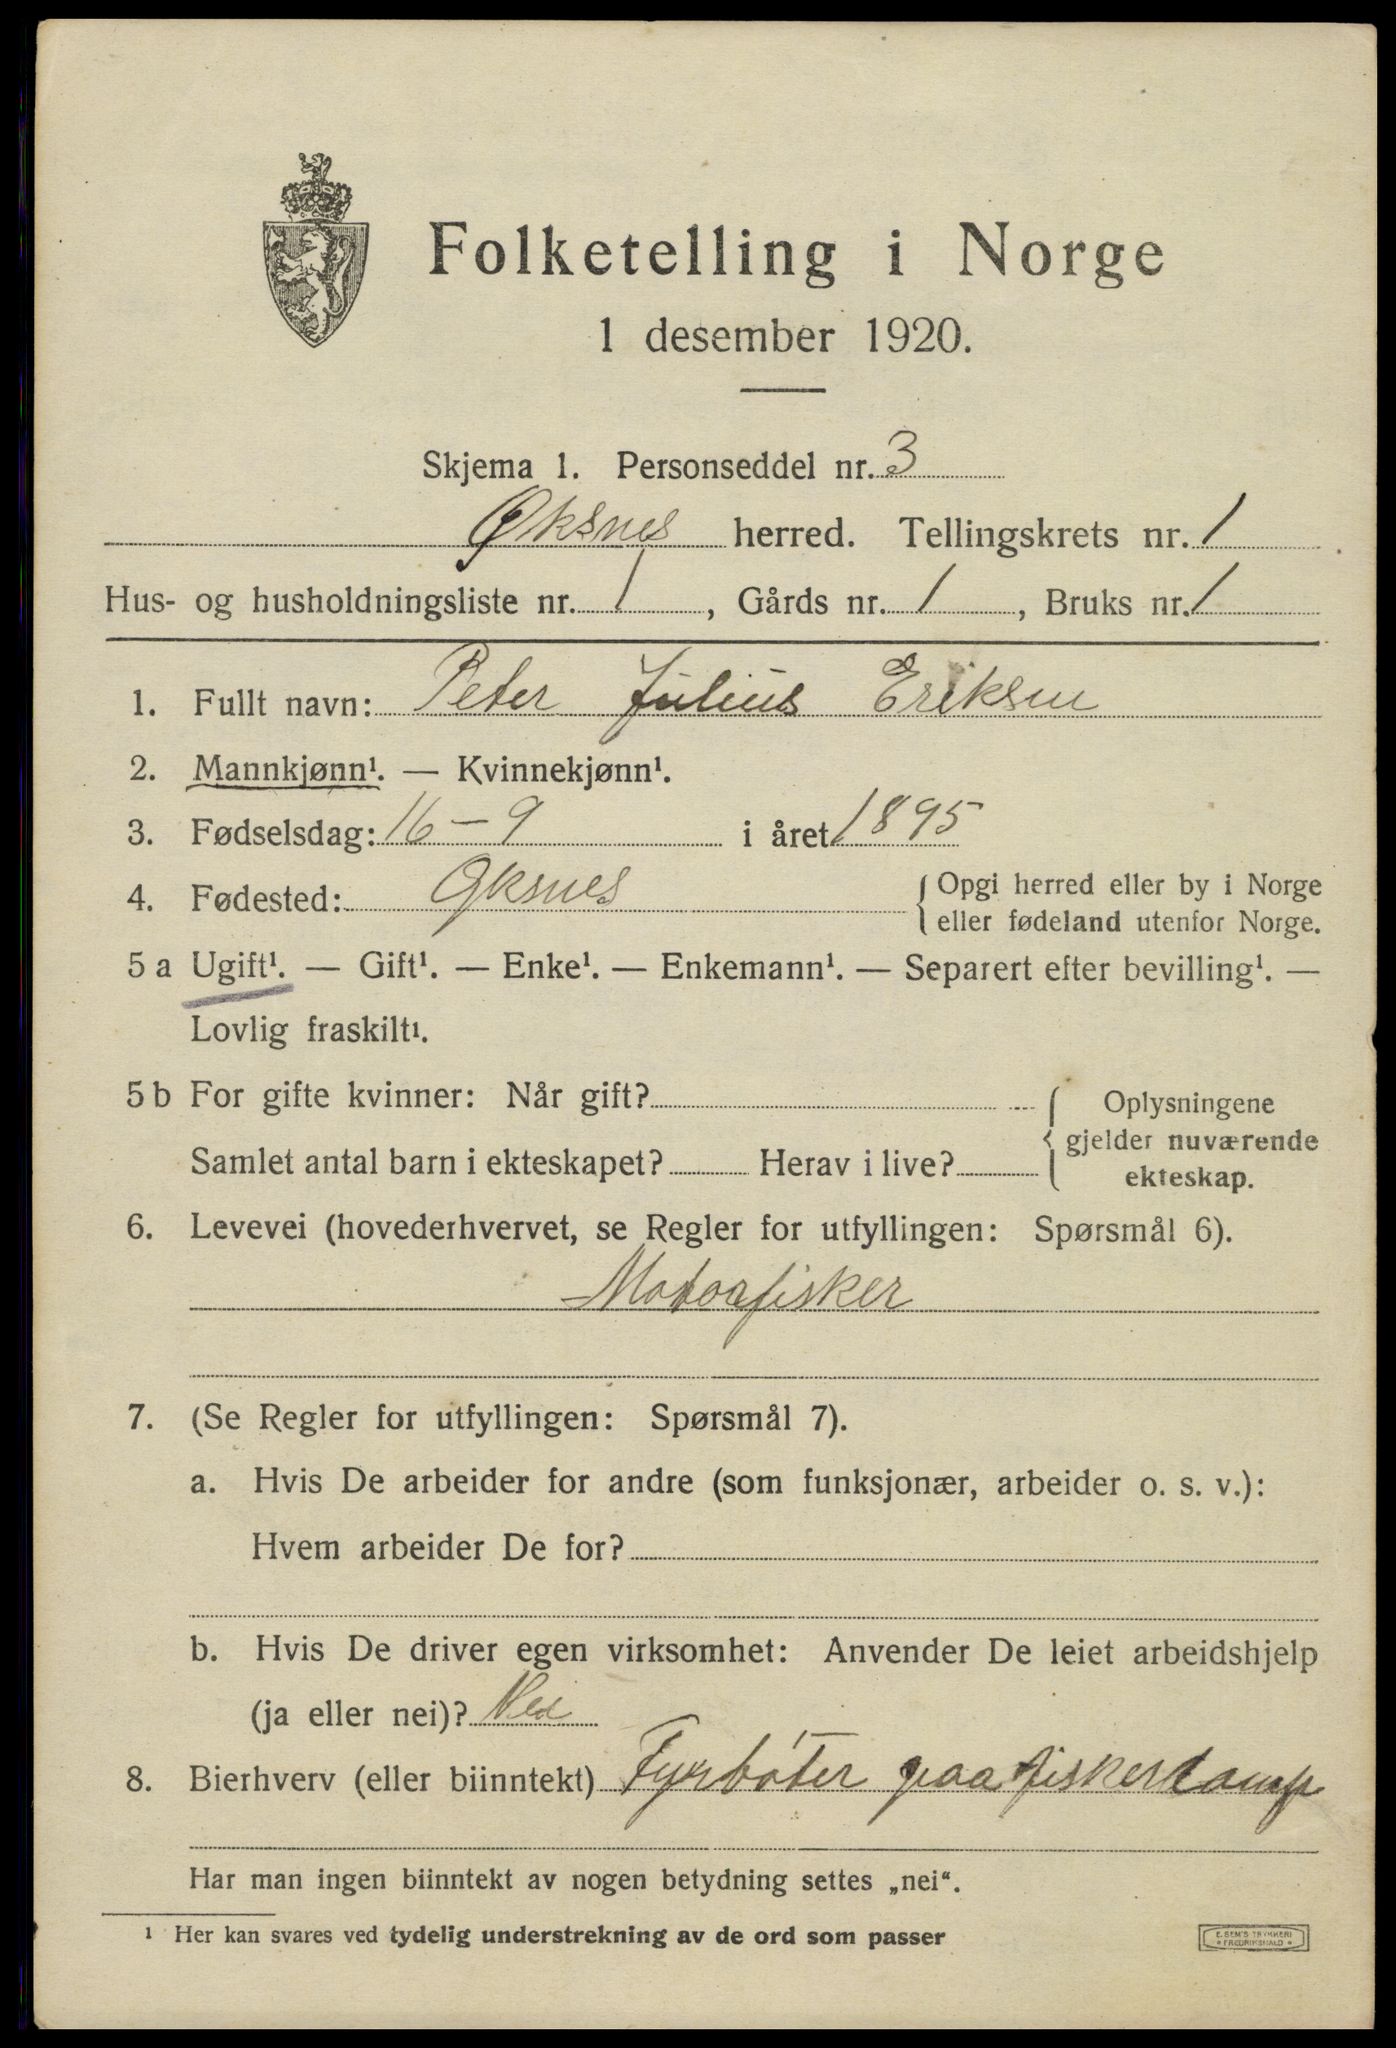 Folketelling i Norge
1 desember 1920.
Skjema 1. Personseddel nr. 3
Øksnes herred. Tellingskrets nr. 1
Hus- og husholdningsliste nr. 1, Gårds nr. 1, Bruks nr. 1
1. Fullt navn: Peter Julius Eriksen
2. Mannkjønn¹. — Kvinnekjønn¹.
3. Fødselsdag: 16 – 9 i året 1895
4. Fødested: Øksnes { Opgi herred eller by i Norge
eller fødeland utenfor Norge.
5 a Ugift¹. — Gift¹. — Enke¹. — Enkemann¹. — Separert efter bevilling¹. —
Lovlig fraskilt¹.
5 b For gifte kvinner: Når gift?
Samlet antal barn i ekteskapet? Herav i live?
{ Oplysningene
gjelder nuværende
ekteskap.
6. Levevei (hovederhvervet, se Regler for utfyllingen: Spørsmål 6).
Motorfisker
7. (Se Regler for utfyllingen: Spørsmål 7).
a. Hvis De arbeider for andre (som funksjonær, arbeider o. s. v.):
Hvem arbeider De for?
b. Hvis De driver egen virksomhet: Anvender De leiet arbeidshjelp
(ja eller nei)? Nei
8. Bierhverv (eller biinntekt) Fyrbøter paa fiskerdamp
Har man ingen biinntekt av nogen betydning settes „nei“.
¹ Her kan svares ved tydelig understrekning av de ord som passer
E. SEM'S TRYKKERI
* FREDRIKSHALD *